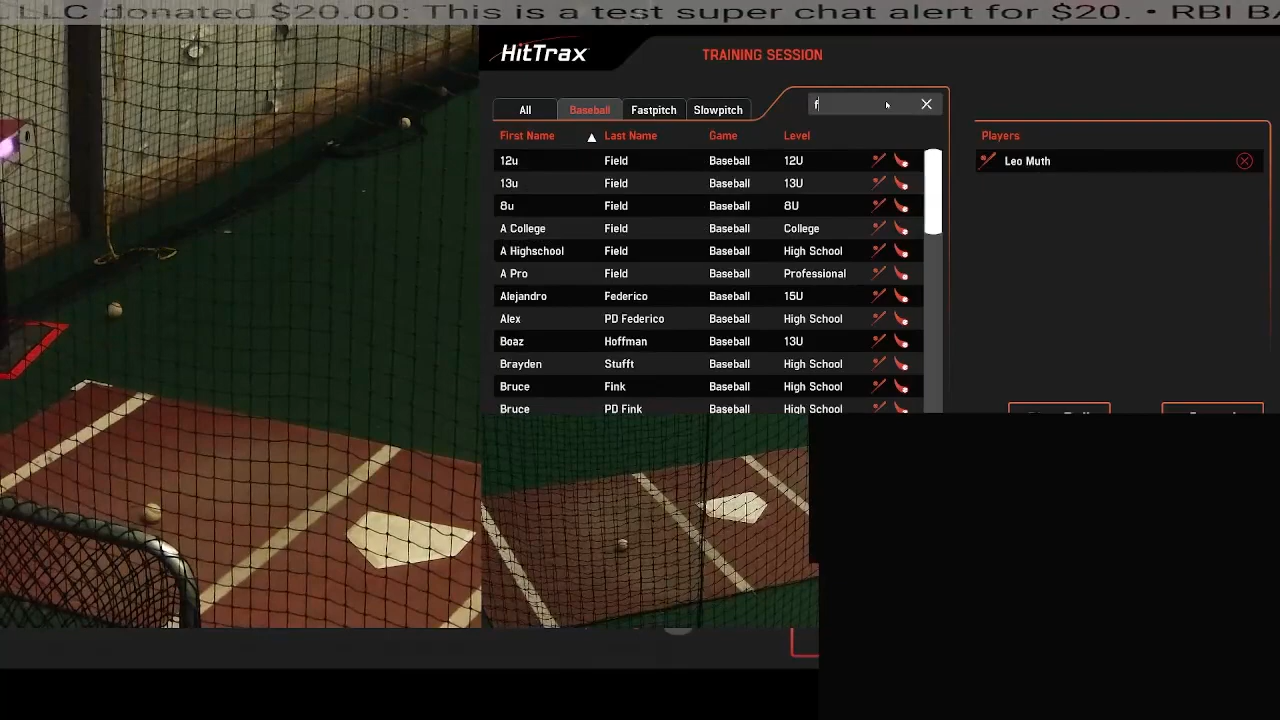 LLC donated $20.00: This is a test super chat alert for $20. • RBI BA
HitTrax
TRAINING SESSION
All Baseball Fastpitch Slowpitch f
First Name Last Name Game Level
12u Field Baseball 12U
13u Field Baseball 13U
8u Field Baseball 8U
A College Field Baseball College
A Highschool Field Baseball High School
A Pro Field Baseball Professional
Alejandro Federico Baseball 15U
Alex PD Federico Baseball High School
Boaz Hoffman Baseball 13U
Brayden Stufft Baseball High School
Bruce Fink Baseball High School
Bruce PD Fink Baseball High School
Players
Leo Muth